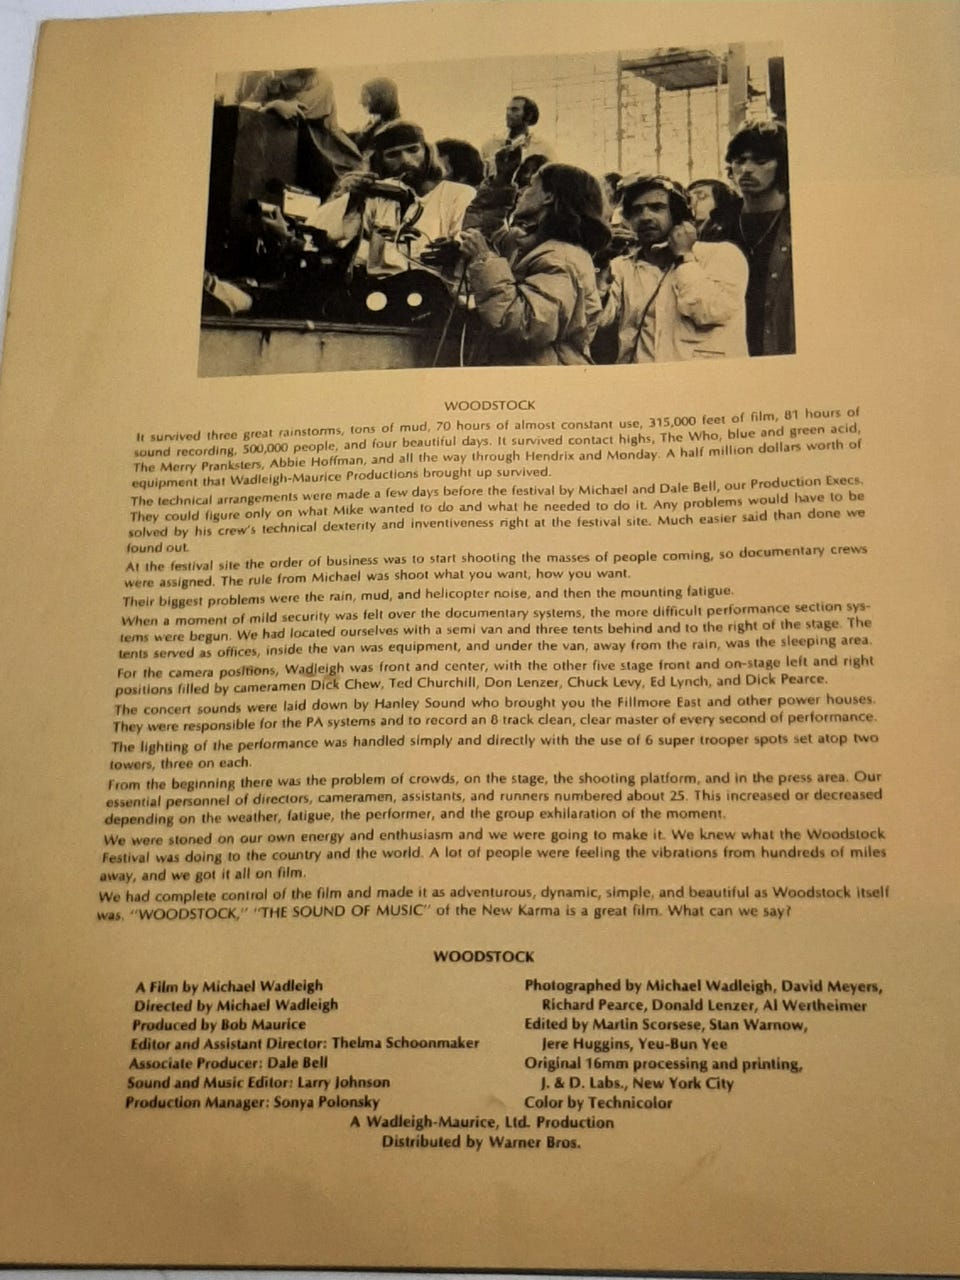 WOODSTOCK
It survived three great rainstorms, tons of mud, 70 hours of almost constant use, 315,000 feet of film, 81 hours of
sound recording, 500,000 people, and four beautiful days. It survived contact highs, The Who, blue and green acid,
The Merry Pranksters, Abbie Hoffman, and all the way through Hendrix and Monday. A half million dollars worth of
equipment that Wadleigh-Maurice Productions brought up survived.
The technical arrangements were made a few days before the festival by Michael and Dale Bell, our Production Execs.
They could figure only on what Mike wanted to do and what he needed to do it. Any problems would have to be
solved by his crew's technical dexterity and inventiveness right at the festival site. Much easier said than done we
found out.
At the festival site the order of business was to start shooting the masses of people coming, so documentary crews
were assigned. The rule from Michael was shoot what you want, how you want.
Their biggest problems were the rain, mud, and helicopter noise, and then the mounting fatigue.
When a moment of mild security was felt over the documentary systems, the more difficult performance section sys-
tems were begun. We had located ourselves with a semi van and three tents behind and to the right of the stage. The
tents served as offices, inside the van was equipment, and under the van, away from the rain, was the sleeping area.
For the camera positions, Wadleigh was front and center, with the other five stage front and on-stage left and right
positions filled by cameramen Dick Chew, Ted Churchill, Don Lenzer, Chuck Levy, Ed Lynch, and Dick Pearce.
The concert sounds were laid down by Hanley Sound who brought you the Fillmore East and other power houses.
They were responsible for the PA systems and to record an 8 track clean, clear master of every second of performance.
The lighting of the performance was handled simply and directly with the use of 6 super trooper spots set atop two
towers, three on each.
From the beginning there was the problem of crowds, on the stage, the shooting platform, and in the press area. Our
essential personnel of directors, cameramen, assistants, and runners numbered about 25. This increased or decreased
depending on the weather, fatigue, the performer, and the group exhilaration of the moment.
We were stoned on our own energy and enthusiasm and we were going to make it. We knew what the Woodstock
Festival was doing to the country and the world. A lot of people were feeling the vibrations from hundreds of miles
away, and we got it all on film.
We had complete control of the film and made it as adventurous, dynamic, simple, and beautiful as Woodstock itself
was. "WOODSTOCK," "THE SOUND OF MUSIC" of the New Karma is a great film. What can we say?
WOODSTOCK
A Film by Michael Wadleigh
Directed by Michael Wadleigh
Produced by Bob Maurice
Editor and Assistant Director: Thelma Schoonmaker
Associate Producer: Dale Bell
Sound and Music Editor: Larry Johnson
Production Manager: Sonya Polonsky
Photographed by Michael Wadleigh, David Meyers,
Richard Pearce, Donald Lenzer, Al Wertheimer
Edited by Martin Scorsese, Stan Warnow,
Jere Huggins, Yeu-Bun Yee
Original 16mm processing and printing,
J. & D. Labs., New York City
Color by Technicolor
A Wadleigh-Maurice, Ltd. Production
Distributed by Warner Bros.